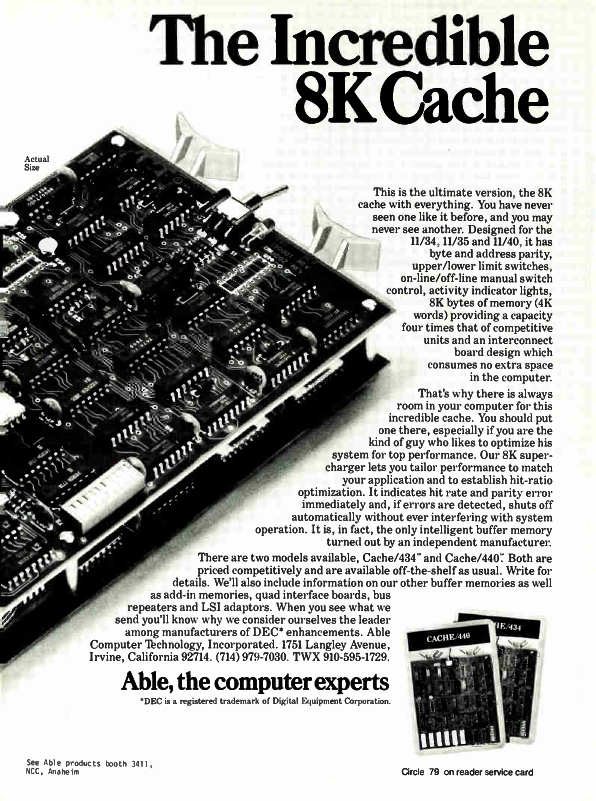 The Incredible
8K Cache
Actual
Size
This is the ultimate version, the 8K
cache with everything. You have never
seen one like it before, and you may
never see another. Designed for the
11/34, 11/35 and 11/40, it has
byte and address parity,
upper/lower limit switches,
on-line/off-line manual switch
control, activity indicator lights,
8K bytes of memory (4K
words) providing a capacity
four times that of competitive
units and an interconnect
board design which
consumes no extra space
in the computer.
That's why there is always
room in your computer for this
incredible cache. You should put
one there, especially if you are the
kind of guy who likes to optimize his
system for top performance. Our 8K super-
charger lets you tailor performance to match
your application and to establish hit-ratio
optimization. It indicates hit rate and parity error
immediately and, if errors are detected, shuts off
automatically without ever interfering with system
operation. It is, in fact, the only intelligent buffer memory
turned out by an independent manufacturer.
There are two models available, Cache/434™ and Cache/440™. Both are
priced competitively and are available off-the-shelf as usual. Write for
details. We'll also include information on our other buffer memories as well
as add-in memories, quad interface boards, bus
repeaters and LSI adaptors. When you see what we
send you'll know why we consider ourselves the leader
among manufacturers of DEC* enhancements. Able
Computer Technology, Incorporated. 1751 Langley Avenue,
Irvine, California 92714. (714) 979-7030. TWX 910-595-1729.
Able, the computer experts
*DEC is a registered trademark of Digital Equipment Corporation.
CACHE/440
HE/434
See Able products booth 3411,
NCC, Anaheim
Circle 79 on reader service card